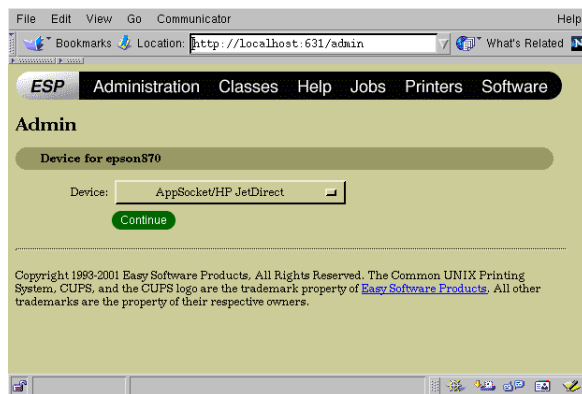 File Edit View Go Communicator Help
Bookmarks Location: http://localhost:631/admin What's Related
ESP Administration Classes Help Jobs Printers Software
Admin
Device for epson870
Device: AppSocket/HP JetDirect
Continue
Copyright 1993-2001 Easy Software Products, All Rights Reserved. The Common UNIX Printing
System, CUPS, and the CUPS logo are the trademark property of Easy Software Products. All other
trademarks are the property of their respective owners.